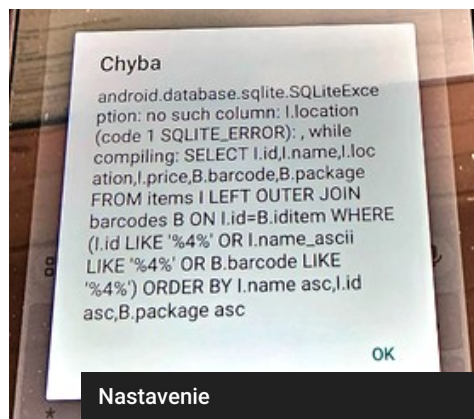 Chyba
android.database.sqlite.SQLiteExce
ption: no such column: I.location
(code 1 SQLITE_ERROR): , while
compiling: SELECT I.id,I.name,I.loc
ation,I.price,B.barcode,B.package
FROM items I LEFT OUTER JOIN
barcodes B ON I.id=B.iditem WHERE
(I.id LIKE '%4%' OR I.name_ascii
LIKE '%4%' OR B.barcode LIKE
'%4%') ORDER BY I.name asc,I.id
asc,B.package asc
OK
*
Nastavenie